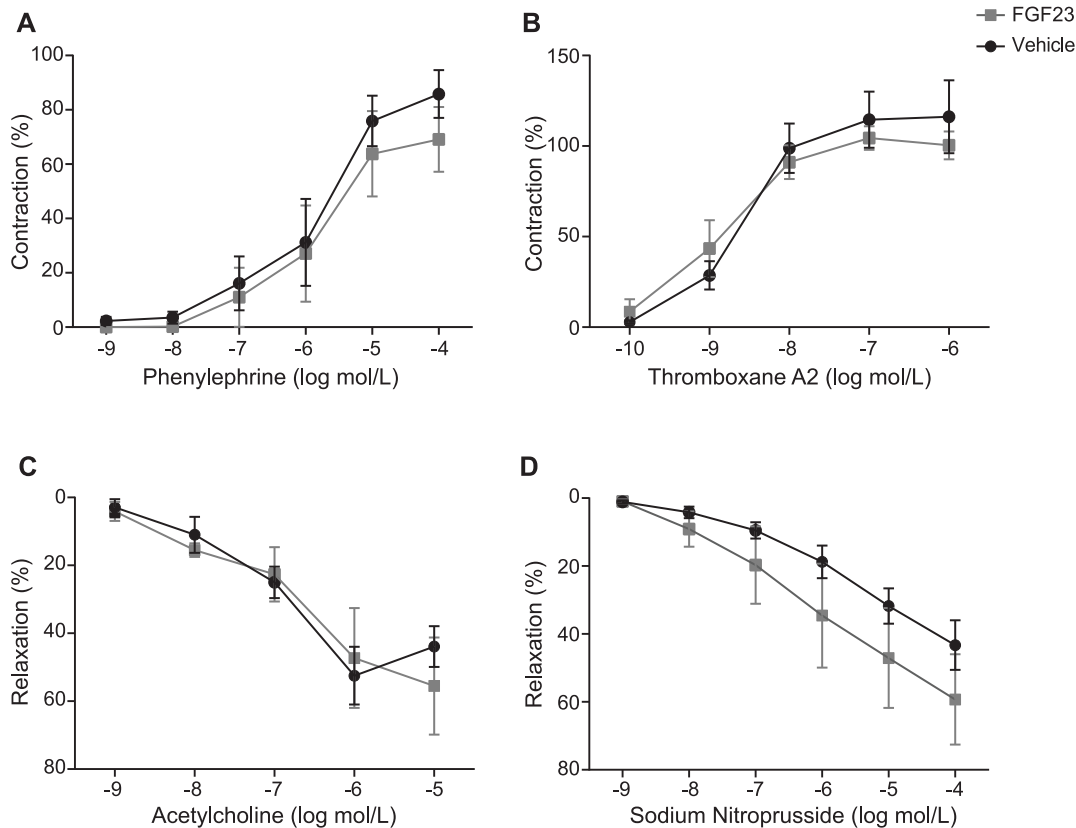 A
B
FGF23
Vehicle
100
80
60
40
20
0
Contraction (%)
-9 -8 -7 -6 -5 -4
Phenylephrine (log mol/L)
150
100
50
0
Contraction (%)
-10 -9 -8 -7 -6
Thromboxane A2 (log mol/L)
C
0
20
40
60
80
Relaxation (%)
-9 -8 -7 -6 -5
Acetylcholine (log mol/L)
D
0
20
40
60
80
Relaxation (%)
-9 -8 -7 -6 -5 -4
Sodium Nitroprusside (log mol/L)